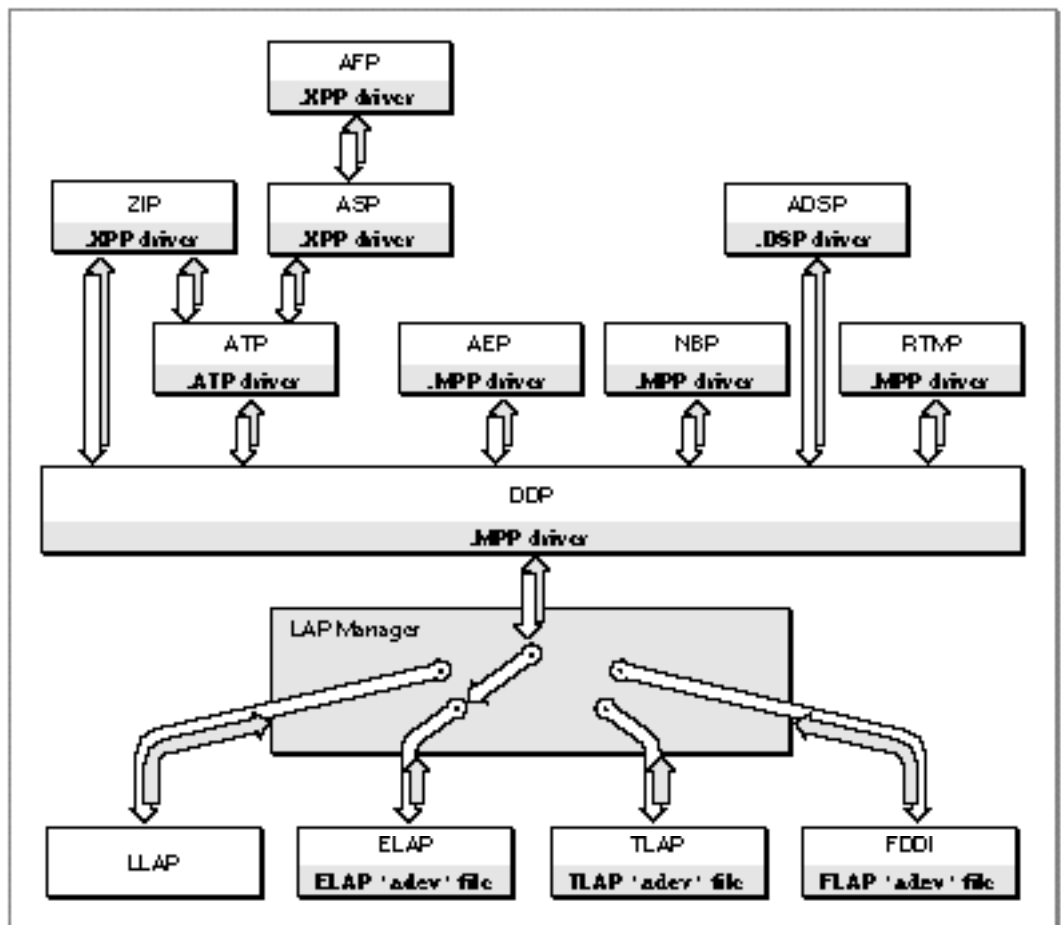 AFP
.XPP driver
ZIP
.XPP driver
ASP
.XPP driver
ADSP
.DSP driver
ATP
.ATP driver
AEP
.MPP driver
NBP
.MPP driver
RTMP
.MPP driver
DDP
.MPP driver
LAP Manager
LLAP
ELAP
ELAP 'adev' file
TLAP
TLAP 'adev' file
FDDI
FLAP 'adev' file